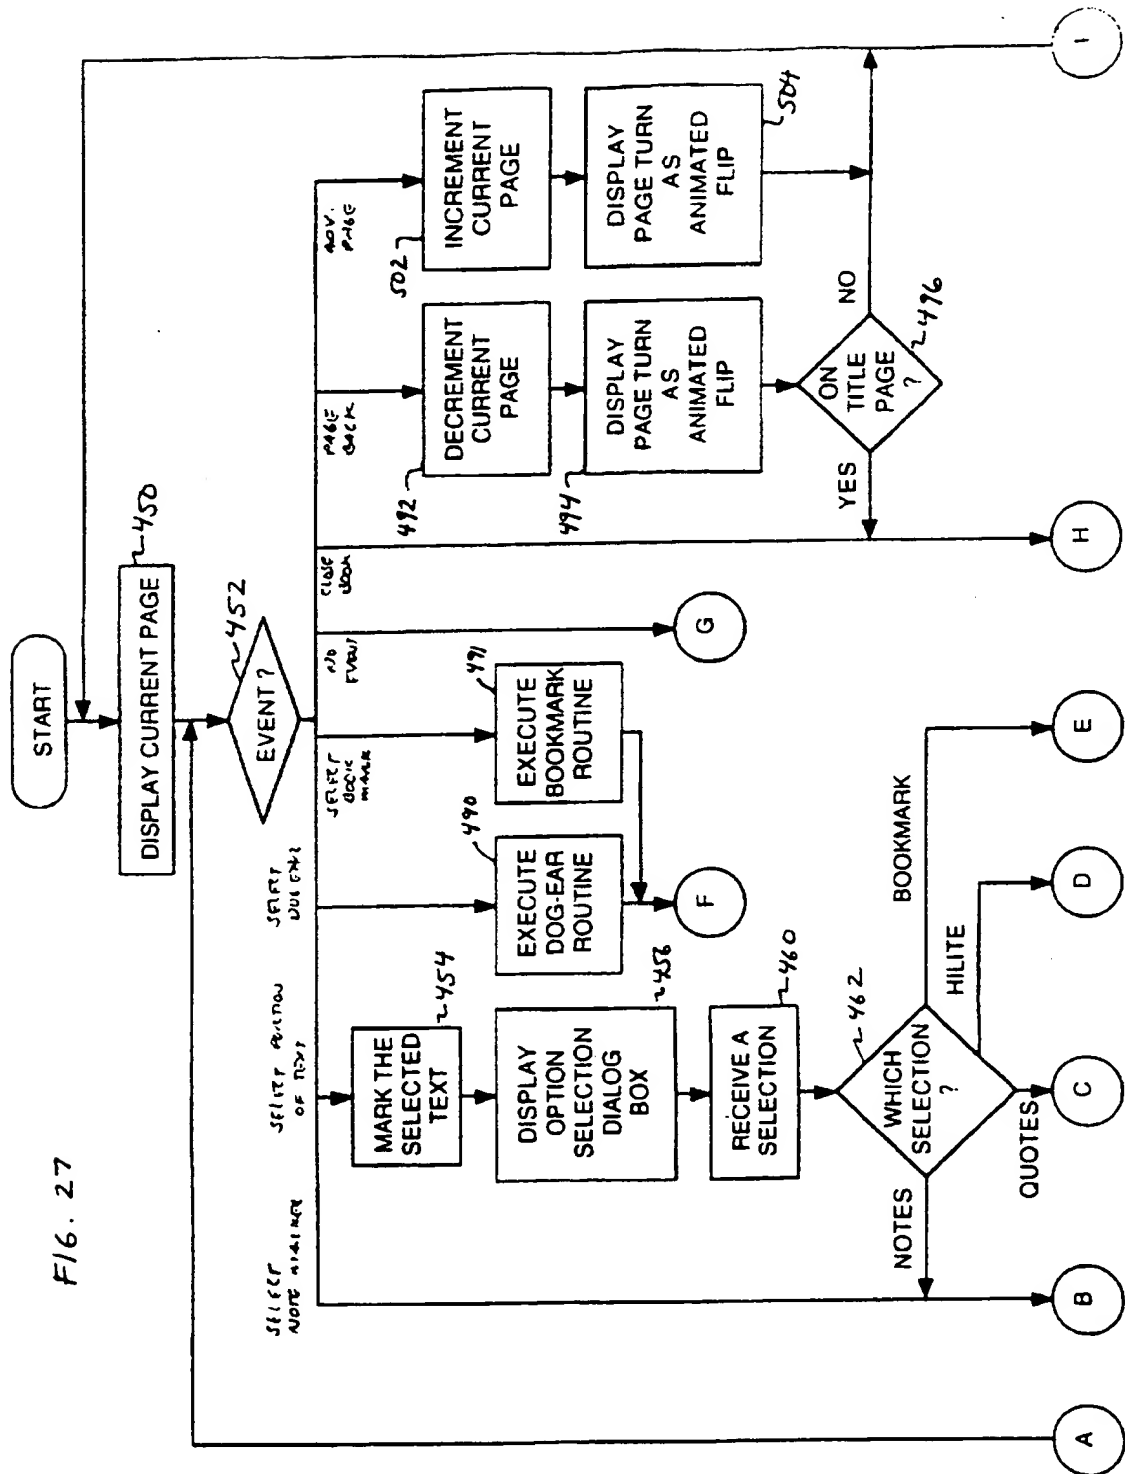 FIG. 27
START
DISPLAY CURRENT PAGE
450
EVENT ?
452
SELECT
NOTE MARKER
SELECT PORTION
OF TEXT
SELECT
DOG EAR
SELECT
BOOK
MARK
NO
EVENT
CLOSE
BOOK
PAGE
BACK
ADV.
PAGE
MARK THE
SELECTED
TEXT
454
DISPLAY
OPTION
SELECTION
DIALOG
BOX
456
RECEIVE A
SELECTION
460
WHICH
SELECTION
?
462
NOTES
QUOTES
HILITE
BOOKMARK
490
EXECUTE
DOG-EAR
ROUTINE
491
EXECUTE
BOOKMARK
ROUTINE
F
G
492
DECREMENT
CURRENT
PAGE
494
DISPLAY
PAGE TURN
AS
ANIMATED
FLIP
ON
TITLE
PAGE
?
496
YES
NO
502
INCREMENT
CURRENT
PAGE
DISPLAY
PAGE TURN
AS
ANIMATED
FLIP
504
A
B
C
D
E
H
I